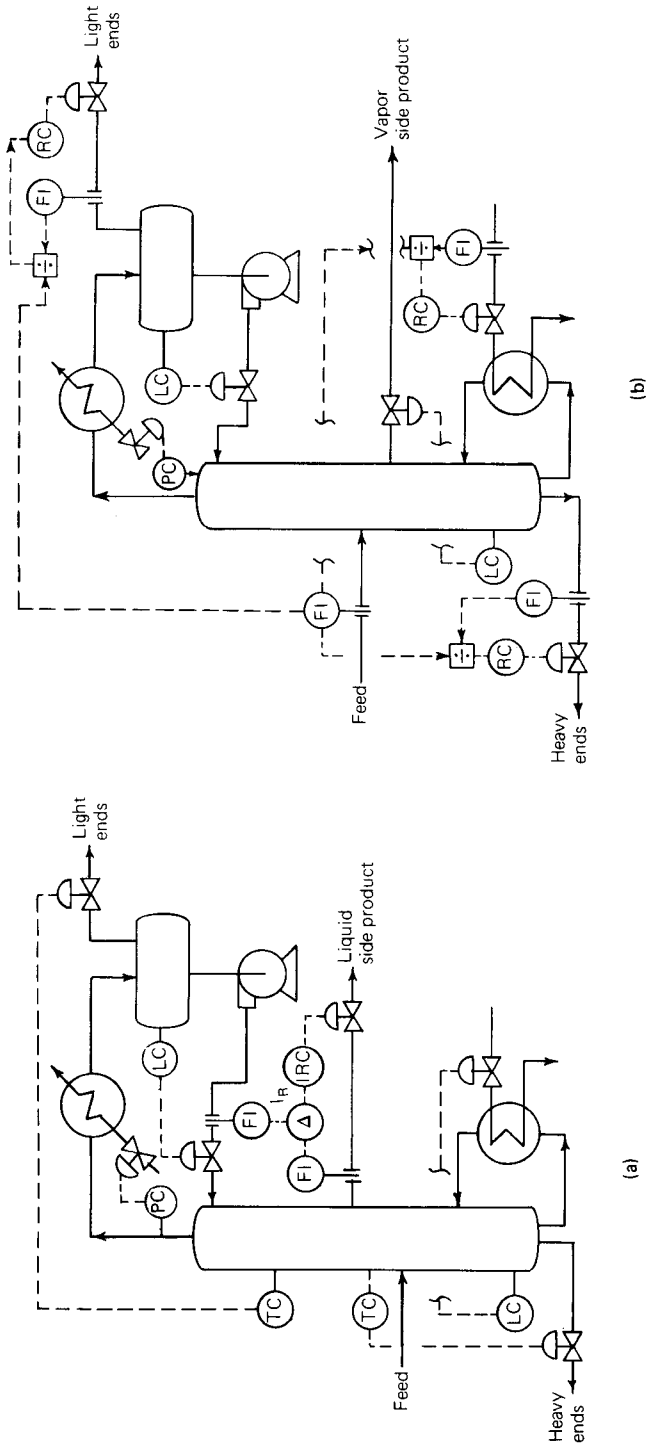 Light
ends
TC
PC
LC
FI
I_R
Δ
IRC
FI
Liquid
side product
TC
Feed
LC
Heavy
ends
(a)
Light
ends
RC
FI
÷
PC
LC
Vapor
side product
FI
Feed
÷
RC
FI
LC
÷
FI
RC
Heavy
ends
(b)